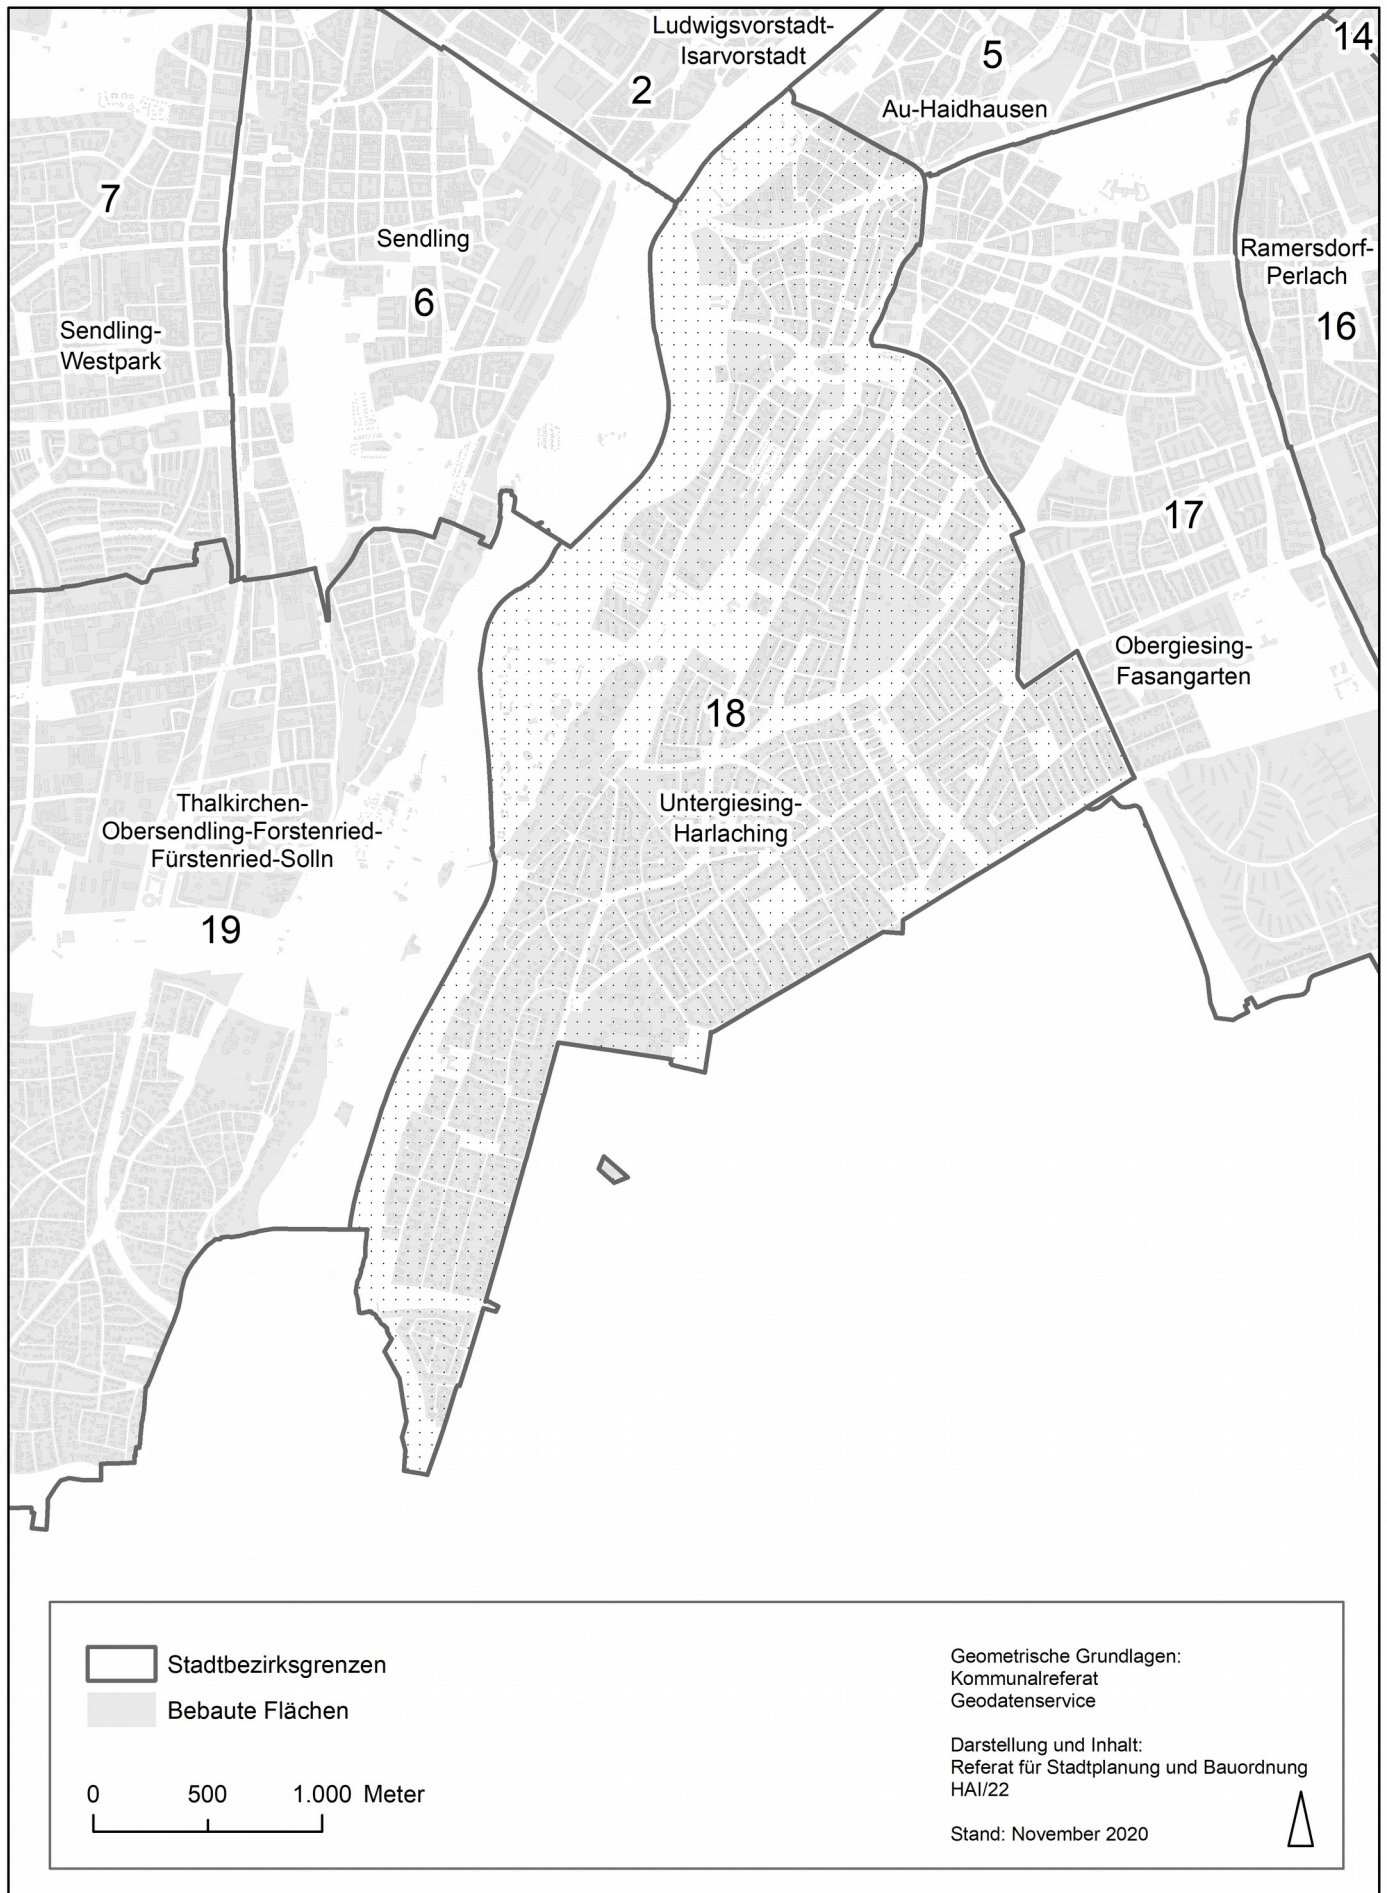 Ludwigsvorstadt-
Isarvorstadt
2
5
Au-Haidhausen
14
7
Sendling-
Westpark
Sendling
6
Ramersdorf-
Perlach
16
17
Obergiesing-
Fasangarten
18
Untergiesing-
Harlaching
Thalkirchen-
Obersendling-Forstenried-
Fürstenried-Solln
19
Stadtbezirksgrenzen
Bebaute Flächen
0 500 1.000 Meter
Geometrische Grundlagen:
Kommunalreferat
Geodatenservice
Darstellung und Inhalt:
Referat für Stadtplanung und Bauordnung
HAI/22
Stand: November 2020